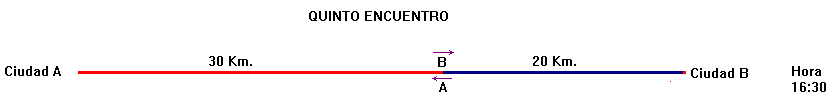 QUINTO ENCUENTRO
30 Km.
B
20 Km.
Ciudad A
Ciudad B
Hora
A
16:30